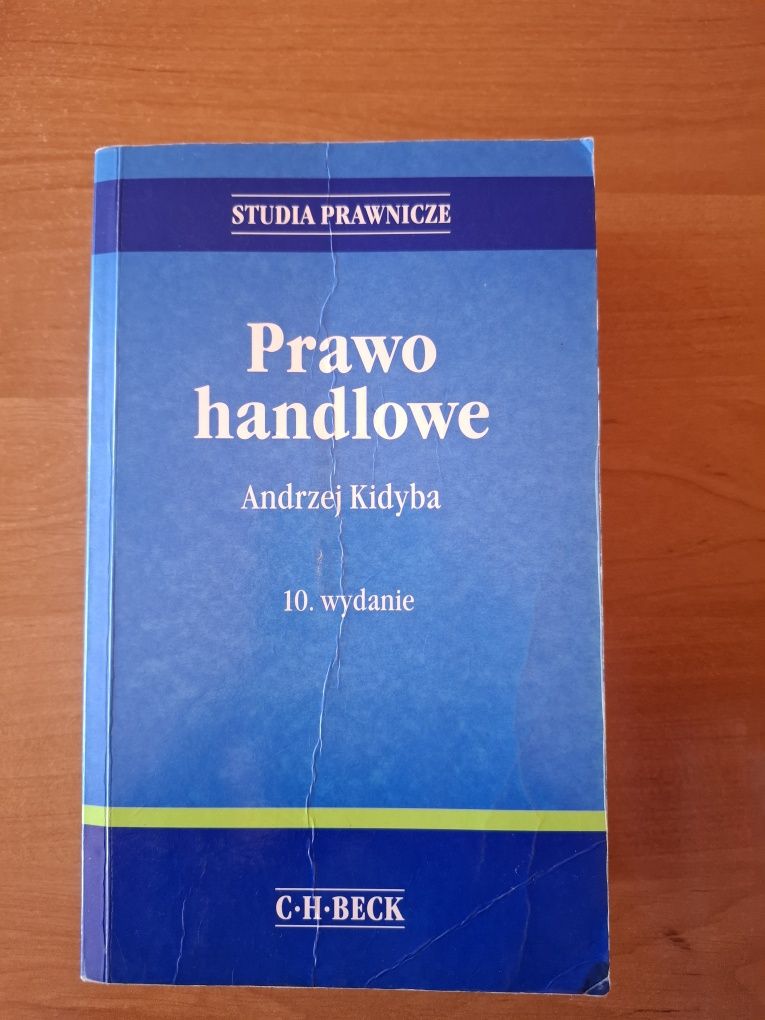 STUDIA PRAWNICZE
Prawo
handlowe
Andrzej Kidyba
10. wydanie
C·H·BECK